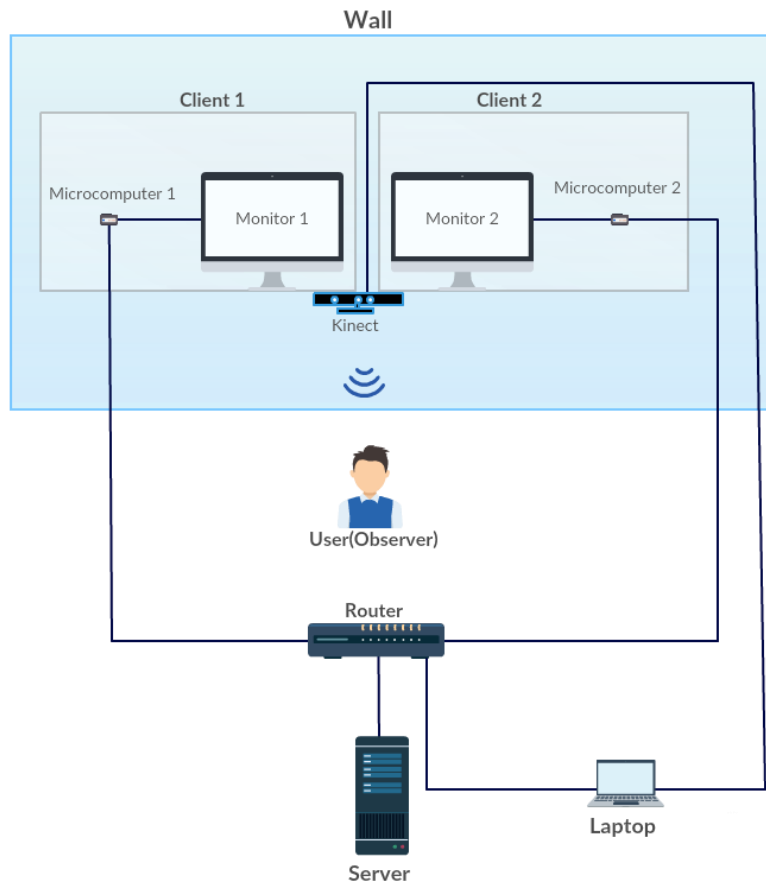 Wall
Client 1
Client 2
Microcomputer 1
Microcomputer 2
Monitor 1
Monitor 2
Kinect
User(Observer)
Router
Laptop
Server